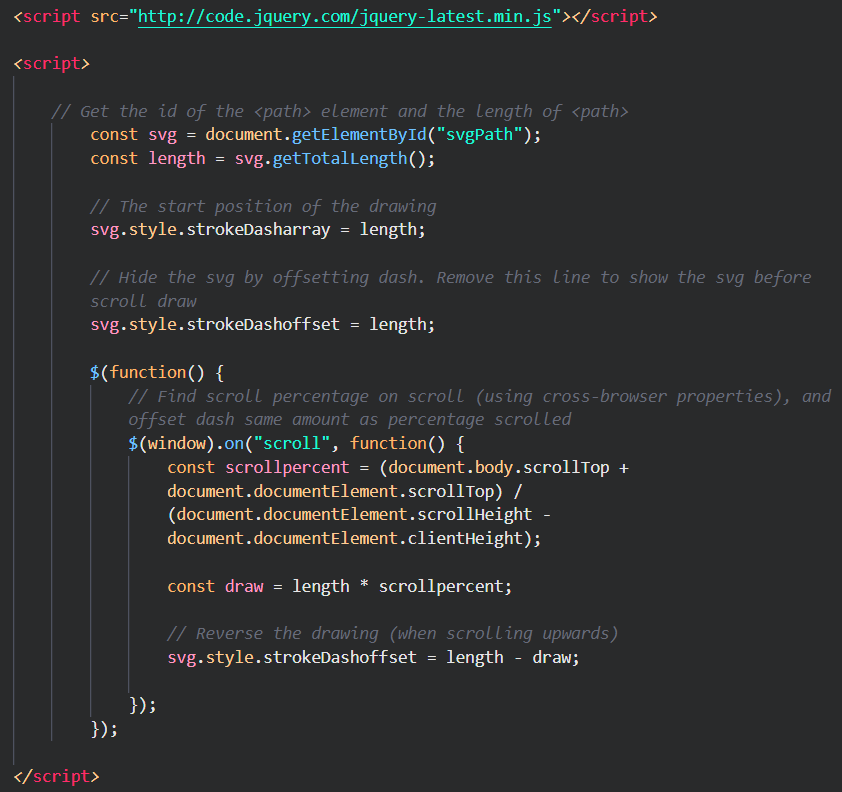 <script src="http://code.jquery.com/jquery-latest.min.js"></script>
<script>
// Get the id of the <path> element and the length of <path>
const svg = document.getElementById("svgPath");
const length = svg.getTotalLength();
// The start position of the drawing
svg.style.strokeDasharray = length;
// Hide the svg by offsetting dash. Remove this line to show the svg before
scroll draw
svg.style.strokeDashoffset = length;
$(function() {
// Find scroll percentage on scroll (using cross-browser properties), and
offset dash same amount as percentage scrolled
$(window).on("scroll", function() {
const scrollpercent = (document.body.scrollTop +
document.documentElement.scrollTop) /
(document.documentElement.scrollHeight -
document.documentElement.clientHeight);
const draw = length * scrollpercent;
// Reverse the drawing (when scrolling upwards)
svg.style.strokeDashoffset = length - draw;
});
});
</script>